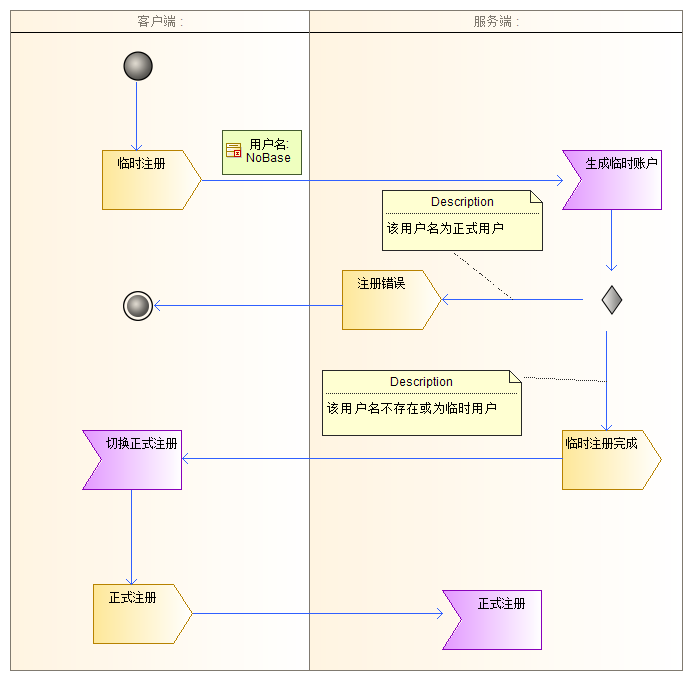 客户端 :
服务端 :
临时注册
用户名:
NoBase
生成临时账户
Description
该用户名为正式用户
注册错误
Description
该用户名不存在或为临时用户
切换正式注册
临时注册完成
正式注册
正式注册